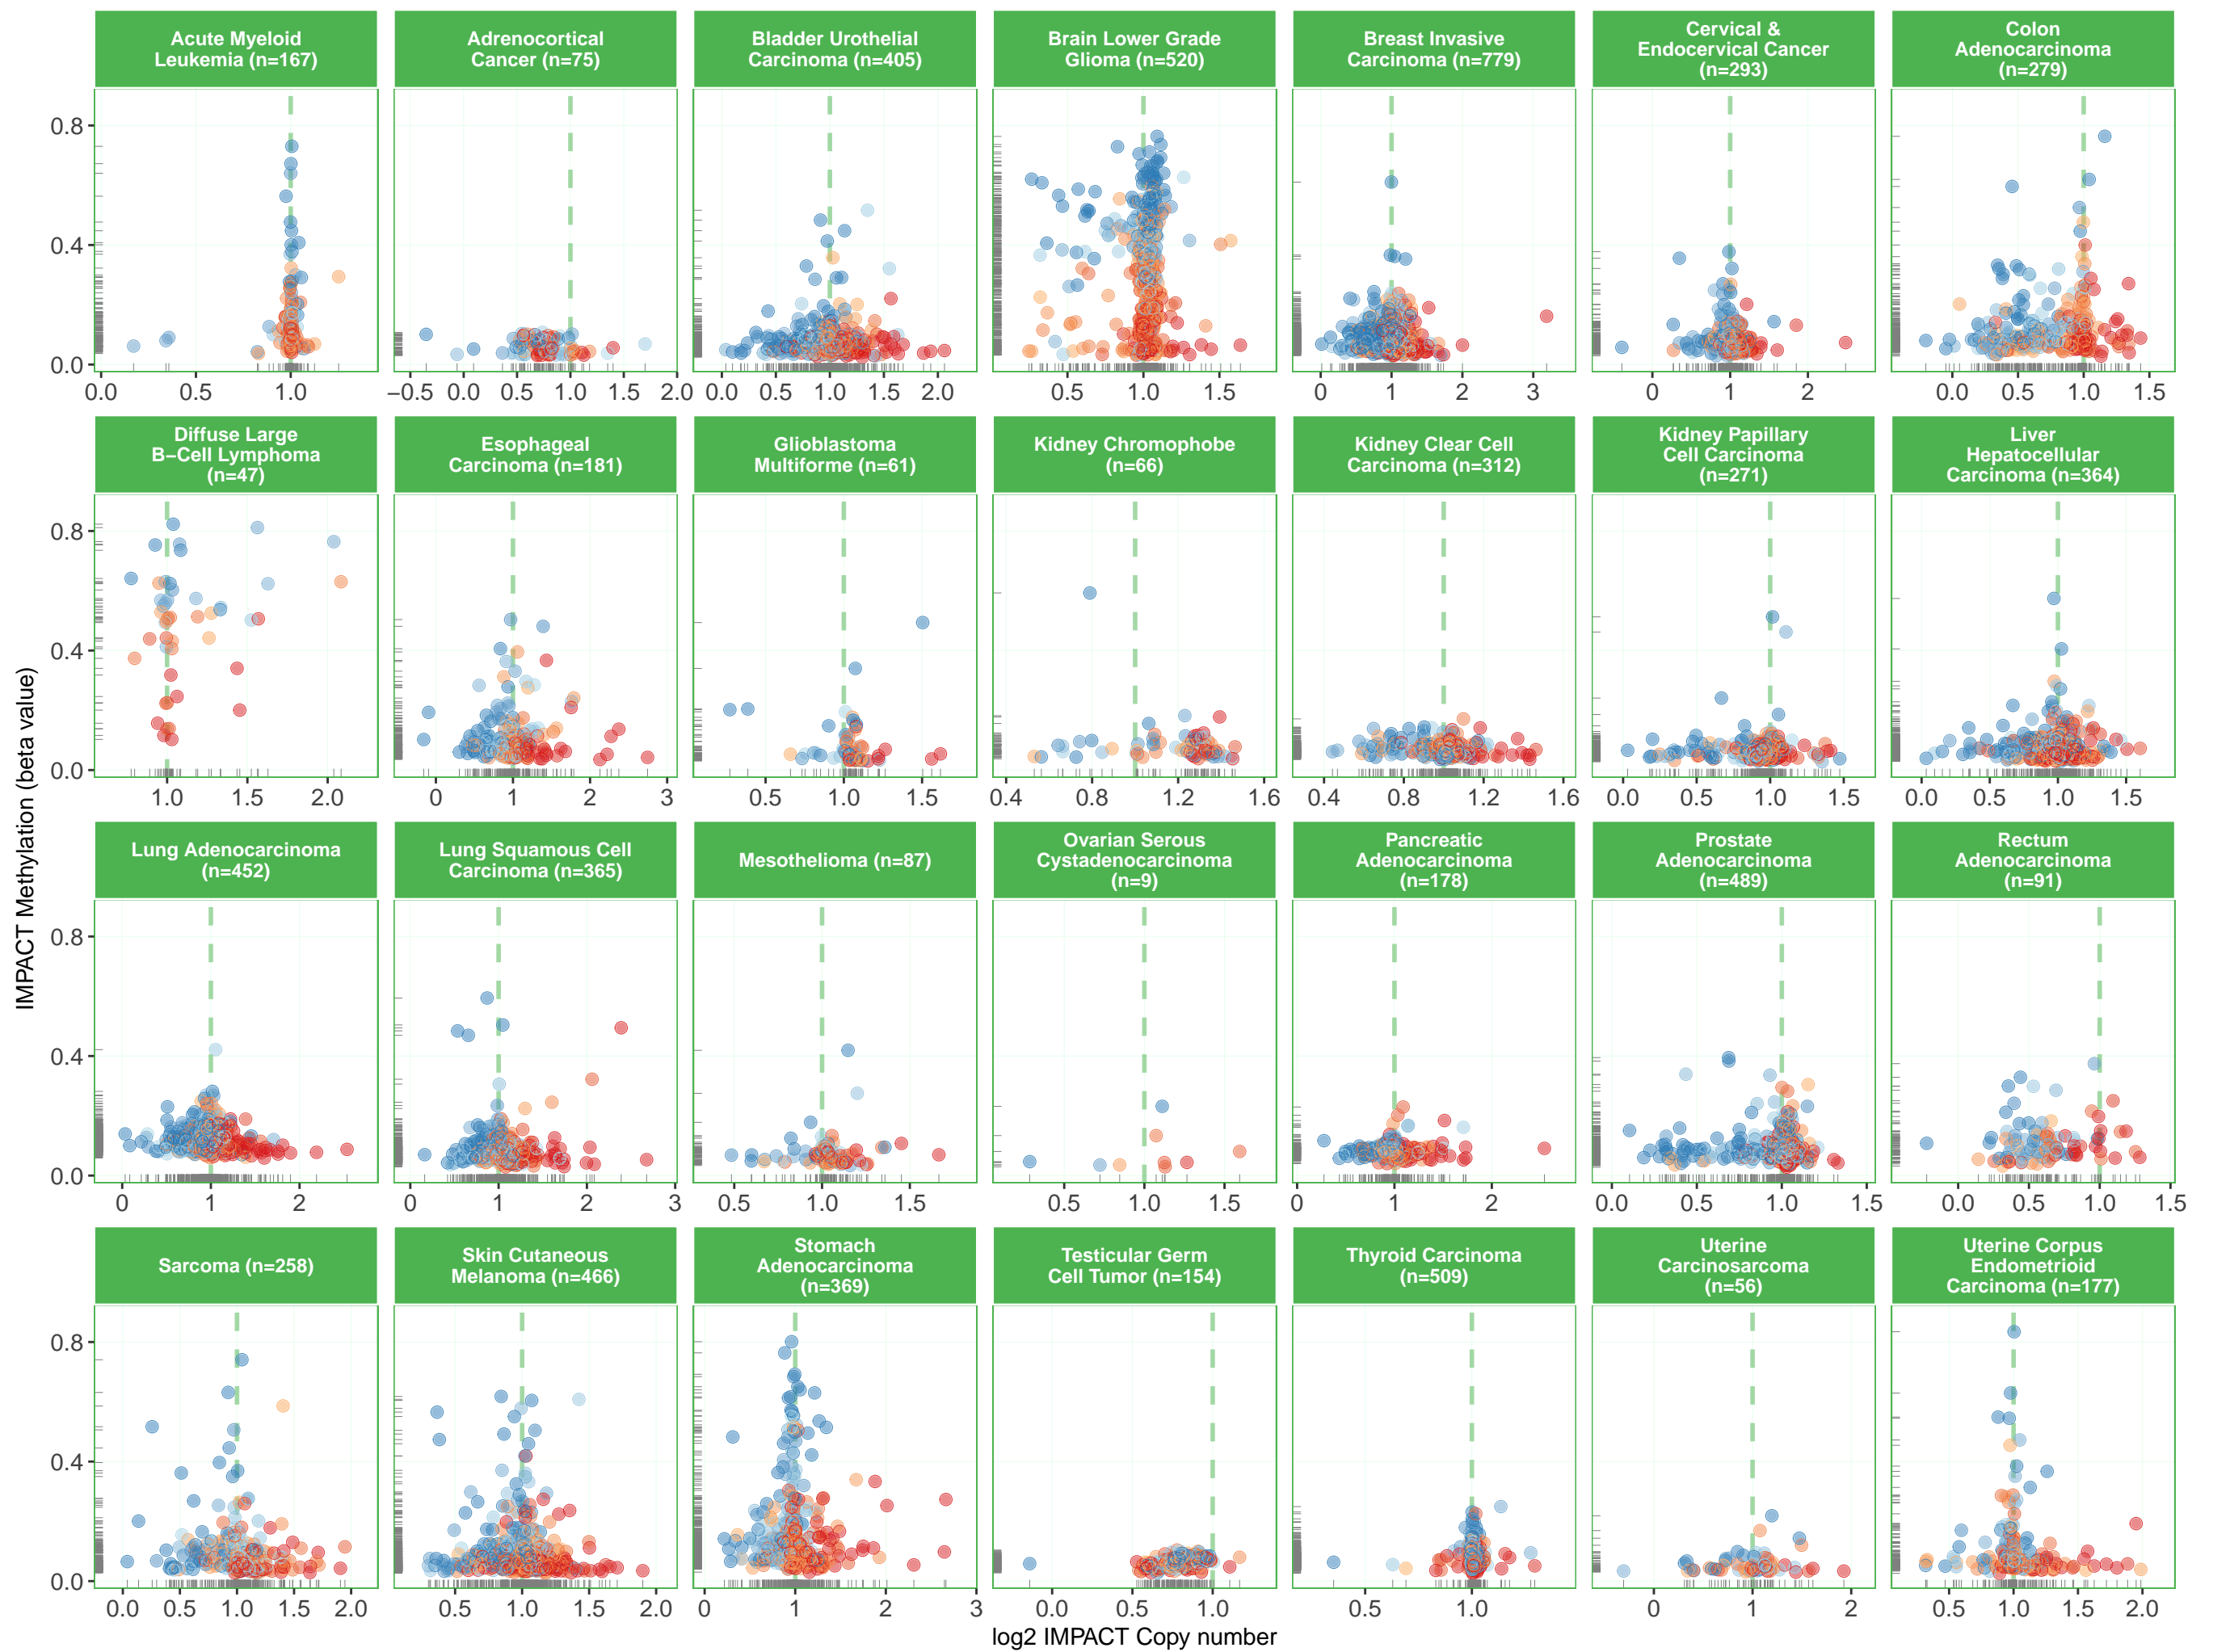 Acute Myeloid
Leukemia (n=167)
Adrenocortical
Cancer (n=75)
Bladder Urothelial
Carcinoma (n=405)
Brain Lower Grade
Glioma (n=520)
Breast Invasive
Carcinoma (n=779)
Cervical &
Endocervical Cancer
(n=293)
Colon
Adenocarcinoma
(n=279)
0.8
0.4
0.0
0.0 0.5 1.0
−0.5 0.0 0.5 1.0 1.5 2.0
0.0 0.5 1.0 1.5 2.0
0.5 1.0 1.5
0 1 2 3
0 1 2
0.0 0.5 1.0 1.5
Diffuse Large
B−Cell Lymphoma
(n=47)
Esophageal
Carcinoma (n=181)
Glioblastoma
Multiforme (n=61)
Kidney Chromophobe
(n=66)
Kidney Clear Cell
Carcinoma (n=312)
Kidney Papillary
Cell Carcinoma
(n=271)
Liver
Hepatocellular
Carcinoma (n=364)
0.8
0.4
0.0
1.0 1.5 2.0
0 1 2 3
0.5 1.0 1.5
0.4 0.8 1.2 1.6
0.4 0.8 1.2 1.6
0.0 0.5 1.0 1.5
0.0 0.5 1.0 1.5
IMPACT Methylation (beta value)
Lung Adenocarcinoma
(n=452)
Lung Squamous Cell
Carcinoma (n=365)
Mesothelioma (n=87)
Ovarian Serous
Cystadenocarcinoma
(n=9)
Pancreatic
Adenocarcinoma
(n=178)
Prostate
Adenocarcinoma
(n=489)
Rectum
Adenocarcinoma
(n=91)
0.8
0.4
0.0
0 1 2
0 1 2 3
0.5 1.0 1.5
0.5 1.0 1.5
0 1 2
0.0 0.5 1.0 1.5
0.0 0.5 1.0 1.5
Sarcoma (n=258)
Skin Cutaneous
Melanoma (n=466)
Stomach
Adenocarcinoma
(n=369)
Testicular Germ
Cell Tumor (n=154)
Thyroid Carcinoma
(n=509)
Uterine
Carcinosarcoma
(n=56)
Uterine Corpus
Endometrioid
Carcinoma (n=177)
0.8
0.4
0.0
0.0 0.5 1.0 1.5 2.0
0.5 1.0 1.5 2.0
0 1 2 3
0.0 0.5 1.0
0.5 1.0
0 1 2
0.5 1.0 1.5 2.0
log2 IMPACT Copy number